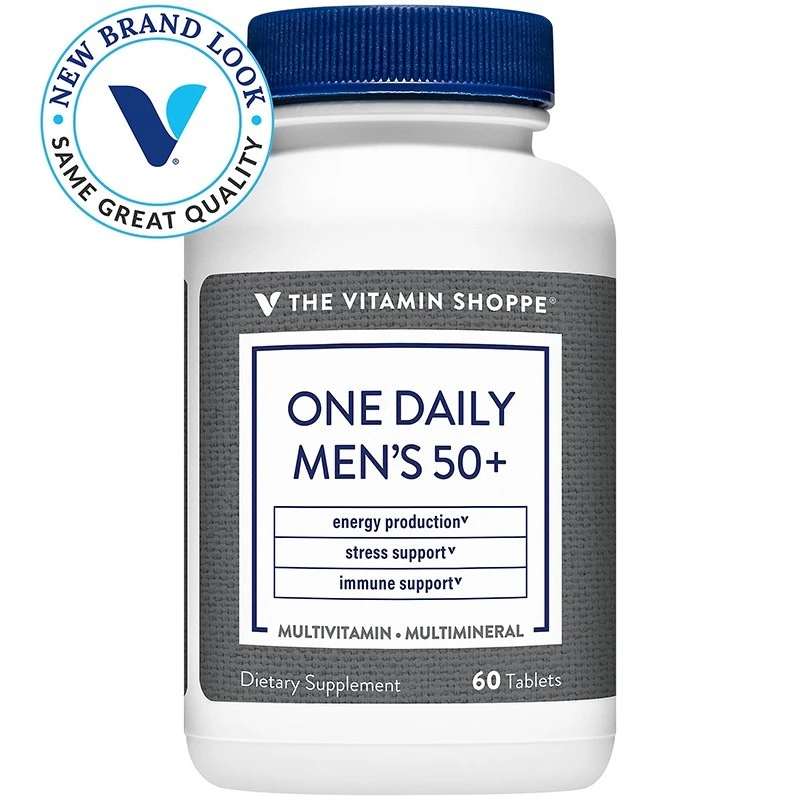 NEW BRAND LOOK
SAME GREAT QUALITY
®
THE VITAMIN SHOPPE®
ONE DAILY
MEN'S 50+
energy production
stress support
immune support
MULTIVITAMIN • MULTIMINERAL
Dietary Supplement
60 Tablets